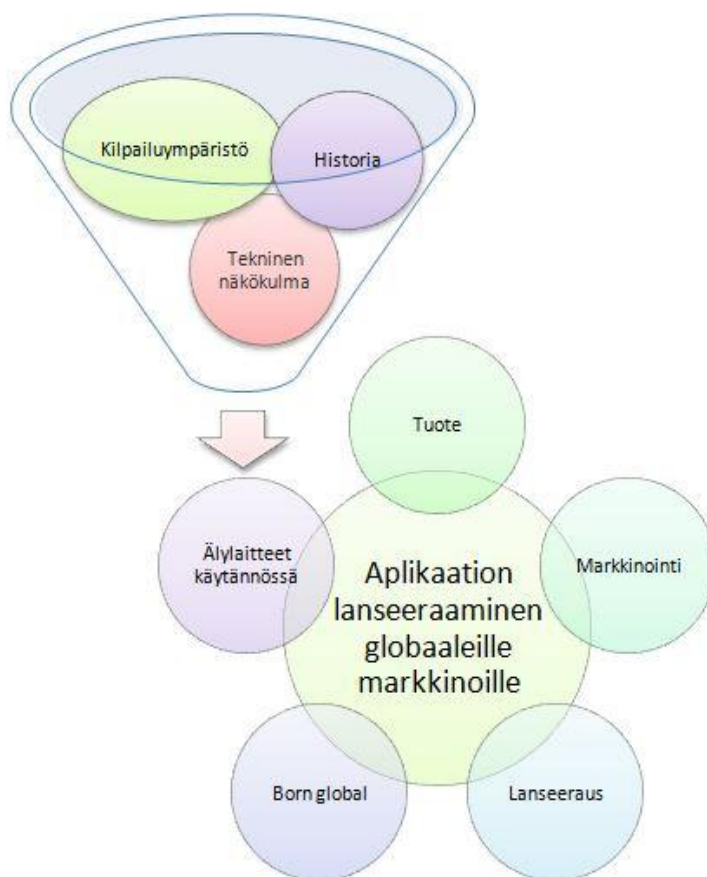 Kilpailuympäristö
Historia
Tekninen
näkökulma
Tuote
Älylaitteet
käytännössä
Markkinointi
Aplikaation
lanseeraaminen
globaaleille
markkinoille
Born global
Lanseeraus